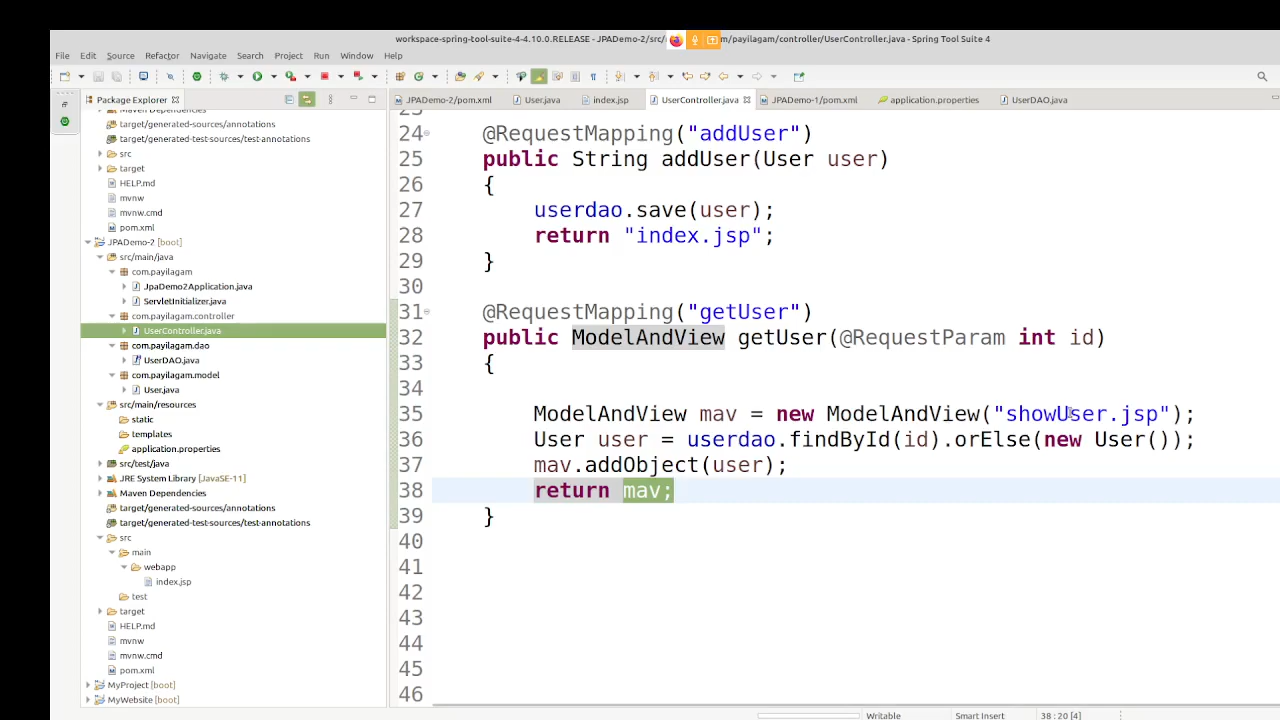 workspace-spring-tool-suite-4-4.10.0.RELEASE - JPADemo-2/src/ m/payilagam/controller/UserController.java - Spring Tool Suite 4
File Edit Source Refactor Navigate Search Project Run Window Help
Package Explorer
JPADemo-2/pom.xml User.java index.jsp UserController.java JPADemo-1/pom.xml application.properties UserDAO.java
target/generated-sources/annotations
target/generated-test-sources/test-annotations
src
target
HELP.md
mvnw
mvnw.cmd
pom.xml
JPADemo-2 [boot]
src/main/java
com.payilagam
JpaDemo2Application.java
ServletInitializer.java
com.payilagam.controller
UserController.java
com.payilagam.dao
UserDAO.java
com.payilagam.model
User.java
src/main/resources
static
templates
application.properties
src/test/java
JRE System Library [JavaSE-11]
Maven Dependencies
target/generated-sources/annotations
target/generated-test-sources/test-annotations
src
main
webapp
index.jsp
test
target
HELP.md
mvnw
mvnw.cmd
pom.xml
MyProject [boot]
MyWebsite [boot]
24 @RequestMapping("addUser")
25 public String addUser(User user)
26 {
27 userdao.save(user);
28 return "index.jsp";
29 }
30
31 @RequestMapping("getUser")
32 public ModelAndView getUser(@RequestParam int id)
33 {
34
35 ModelAndView mav = new ModelAndView("showUser.jsp");
36 User user = userdao.findById(id).orElse(new User());
37 mav.addObject(user);
38 return mav;
39 }
40
41
42
43
44
45
46
Writable Smart Insert 38 : 20 [4]